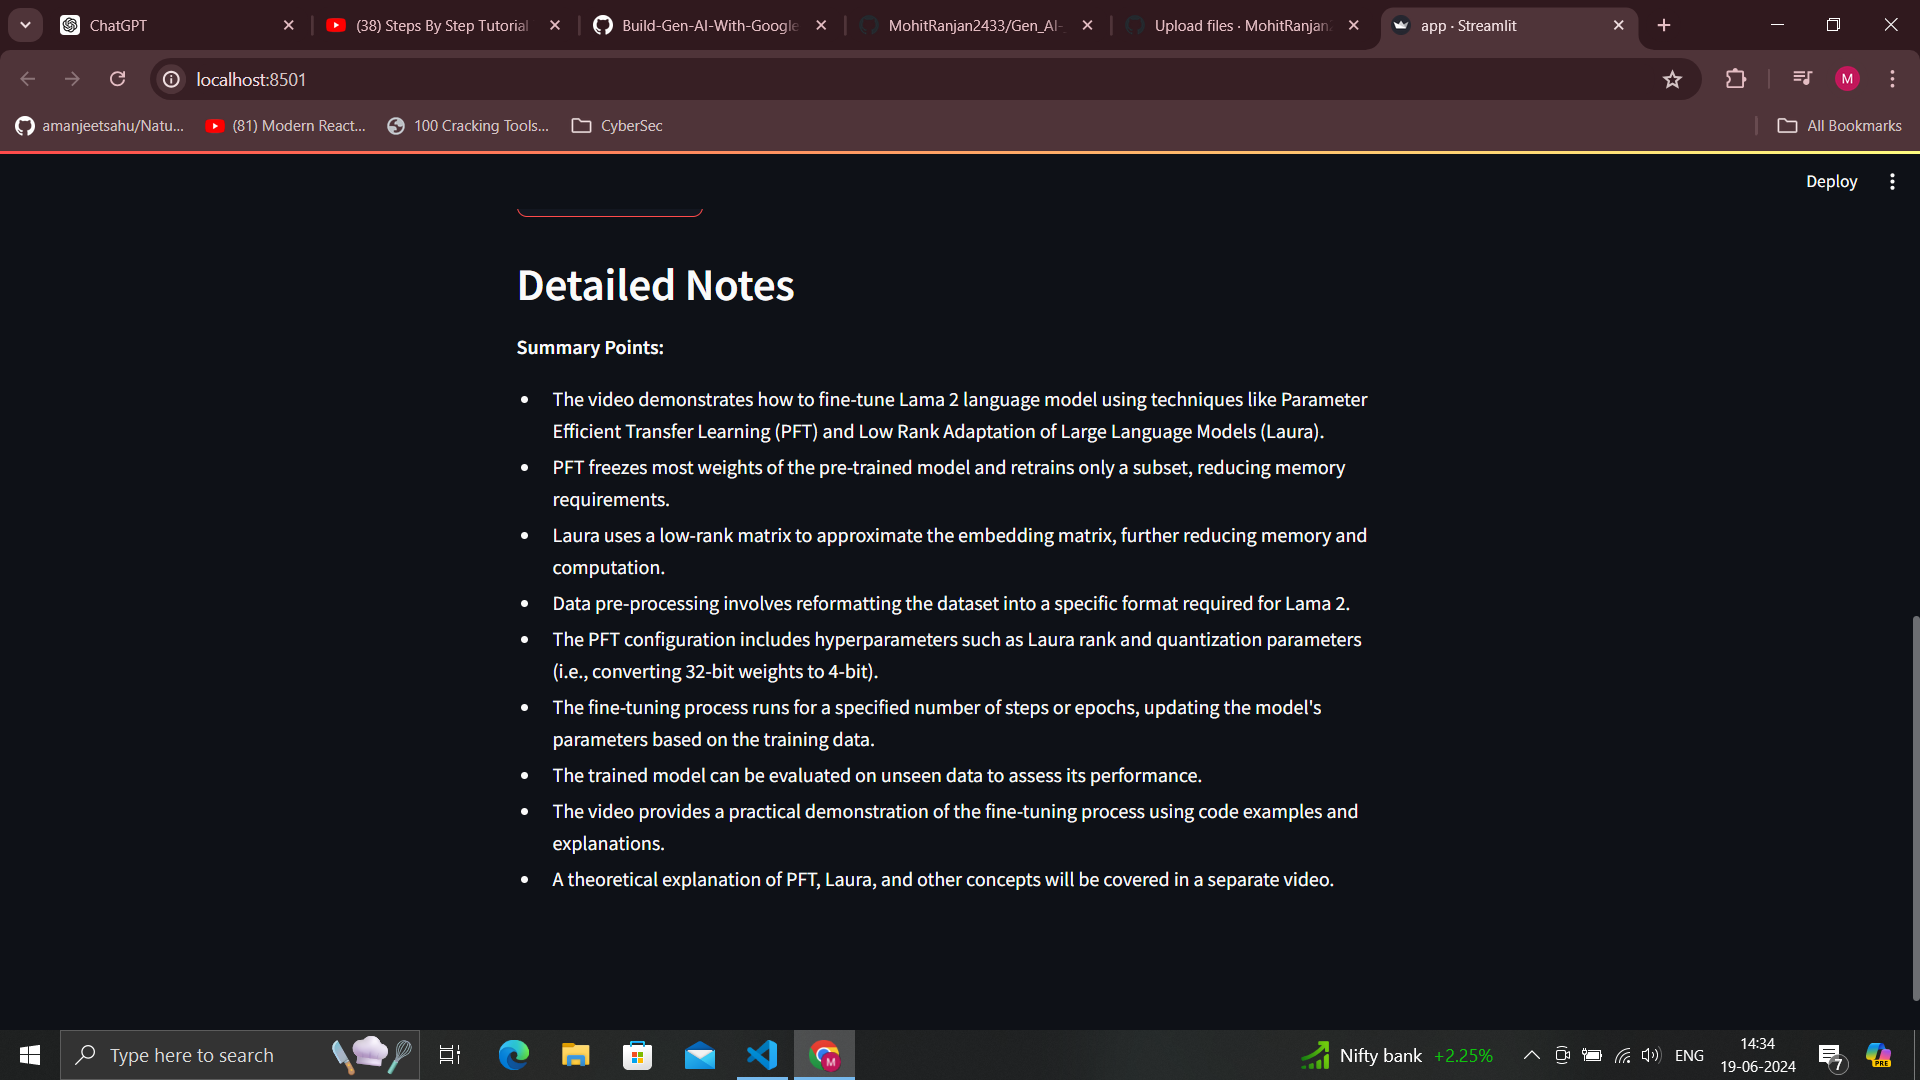 ChatGPT
(38) Steps By Step Tutorial
Build-Gen-AI-With-Google
MohitRanjan2433/Gen_AI-
Upload files · MohitRanjan2
app · Streamlit
localhost:8501
M
amanjeetsahu/Natu...
(81) Modern React...
100 Cracking Tools...
CyberSec
All Bookmarks
Deploy
Detailed Notes
Summary Points:
• The video demonstrates how to fine-tune Lama 2 language model using techniques like Parameter
Efficient Transfer Learning (PFT) and Low Rank Adaptation of Large Language Models (Laura).
• PFT freezes most weights of the pre-trained model and retrains only a subset, reducing memory
requirements.
• Laura uses a low-rank matrix to approximate the embedding matrix, further reducing memory and
computation.
• Data pre-processing involves reformatting the dataset into a specific format required for Lama 2.
• The PFT configuration includes hyperparameters such as Laura rank and quantization parameters
(i.e., converting 32-bit weights to 4-bit).
• The fine-tuning process runs for a specified number of steps or epochs, updating the model's
parameters based on the training data.
• The trained model can be evaluated on unseen data to assess its performance.
• The video provides a practical demonstration of the fine-tuning process using code examples and
explanations.
• A theoretical explanation of PFT, Laura, and other concepts will be covered in a separate video.
Type here to search
M
Nifty bank +2.25%
ENG
14:34
19-06-2024
7
PRE